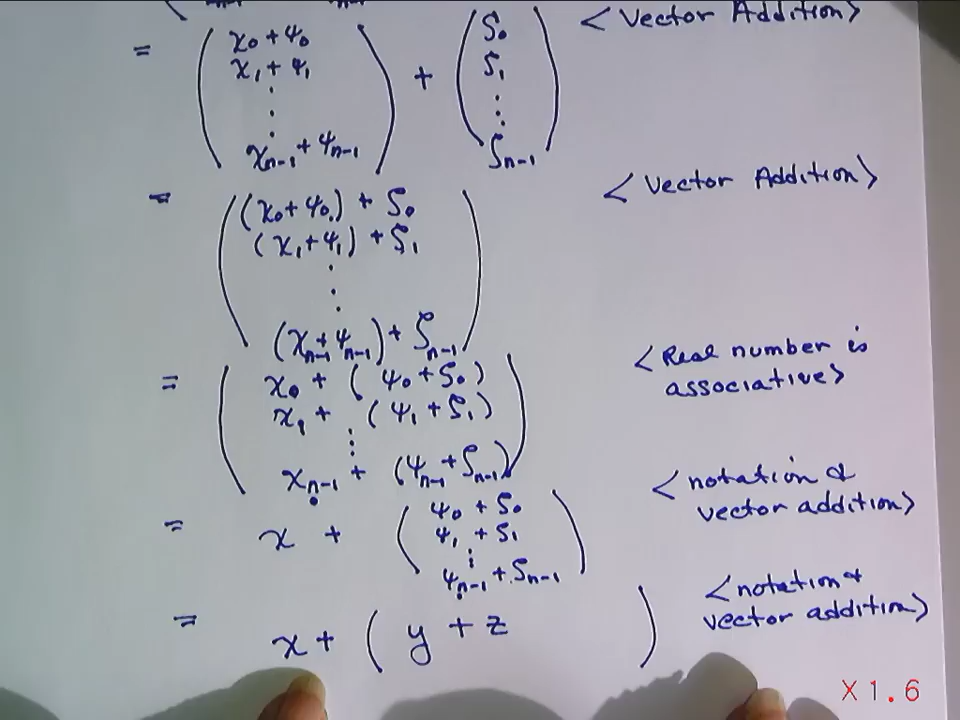 < Vector Addition >
= ( χ₀ + ψ₀ ) + ( ζ₀ )
χ₁ + ψ₁ ζ₁
⋮ ⋮
χₙ₋₁ + ψₙ₋₁ ζₙ₋₁
= < Vector Addition >
(χ₀ + ψ₀) + ζ₀
(χ₁ + ψ₁) + ζ₁
⋮
(χₙ₋₁ + ψₙ₋₁) + ζₙ₋₁
< Real number is
= χ₀ + (ψ₀ + ζ₀) associative >
χ₁ + (ψ₁ + ζ₁)
⋮
χₙ₋₁ + (ψₙ₋₁ + ζₙ₋₁)
< notation &
= x + ( ψ₀ + ζ₀ ) vector addition >
ψ₁ + ζ₁
⋮
ψₙ₋₁ + ζₙ₋₁
< notation &
= x + ( y + z ) vector addition >
X1.6